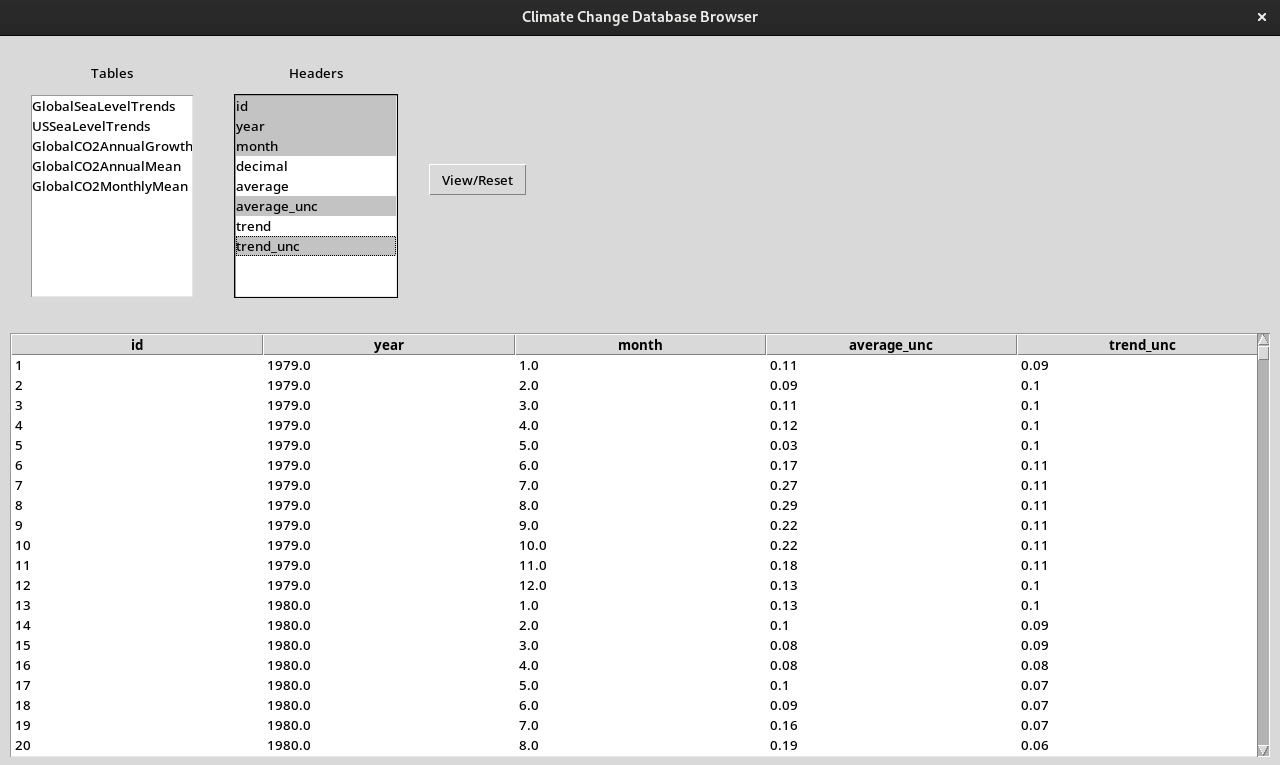 Climate Change Database Browser ×
Tables Headers
GlobalSeaLevelTrends
USSeaLevelTrends
GlobalCO2AnnualGrowth
GlobalCO2AnnualMean
GlobalCO2MonthlyMean
id
year
month
decimal
average
average_unc
trend
trend_unc
View/Reset
id year month average_unc trend_unc
1 1979.0 1.0 0.11 0.09
2 1979.0 2.0 0.09 0.1
3 1979.0 3.0 0.11 0.1
4 1979.0 4.0 0.12 0.1
5 1979.0 5.0 0.03 0.1
6 1979.0 6.0 0.17 0.11
7 1979.0 7.0 0.27 0.11
8 1979.0 8.0 0.29 0.11
9 1979.0 9.0 0.22 0.11
10 1979.0 10.0 0.22 0.11
11 1979.0 11.0 0.18 0.11
12 1979.0 12.0 0.13 0.1
13 1980.0 1.0 0.13 0.1
14 1980.0 2.0 0.1 0.09
15 1980.0 3.0 0.08 0.09
16 1980.0 4.0 0.08 0.08
17 1980.0 5.0 0.1 0.07
18 1980.0 6.0 0.09 0.07
19 1980.0 7.0 0.16 0.07
20 1980.0 8.0 0.19 0.06